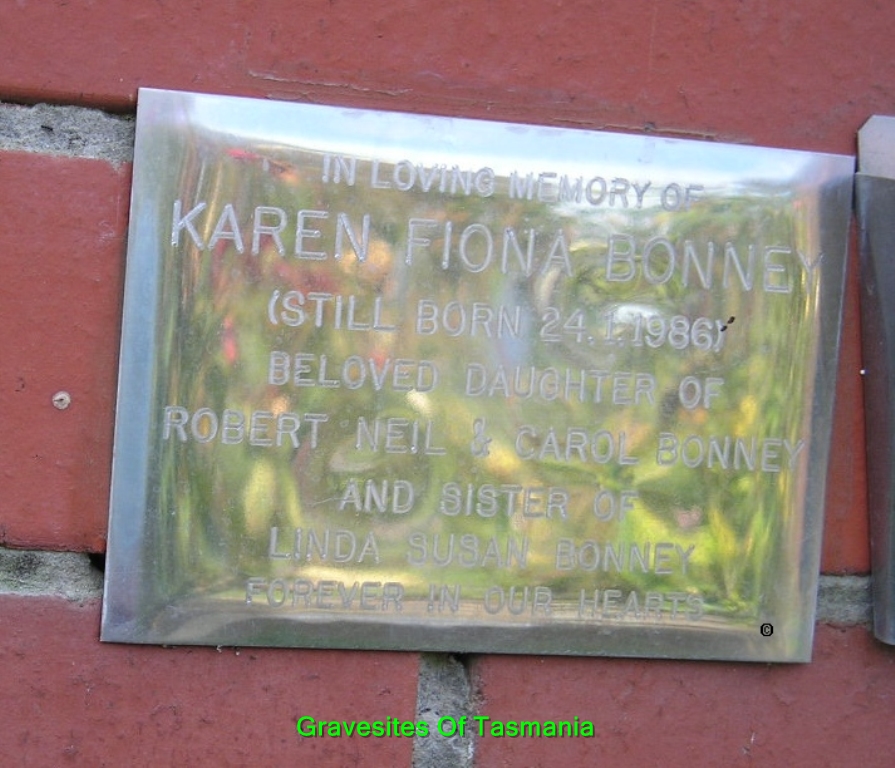 IN LOVING MEMORY OF
KAREN FIONA BONNEY
(STILL BORN 24.1.1986)
BELOVED DAUGHTER OF
ROBERT NEIL & CAROL BONNEY
AND SISTER OF
LINDA SUSAN BONNEY
FOREVER IN OUR HEARTS
©
Gravesites Of Tasmania